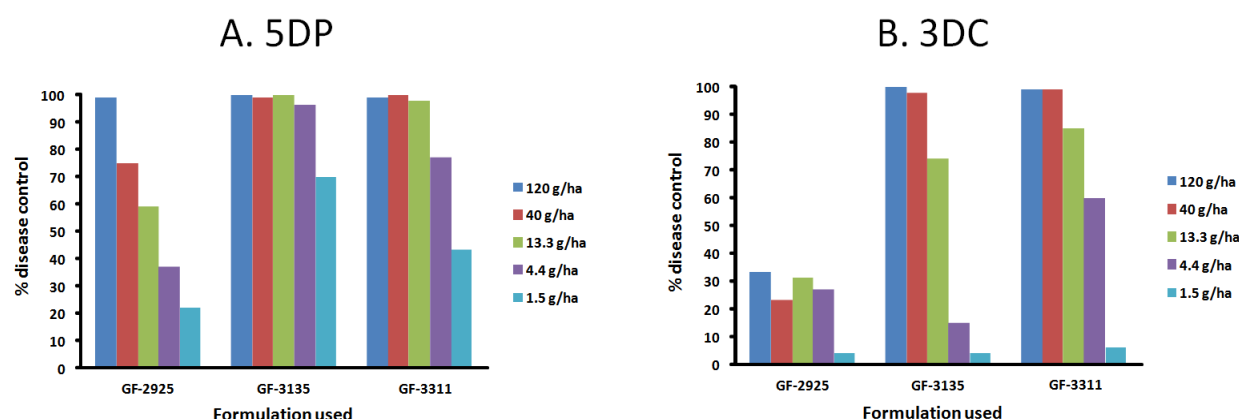 A. 5DP
% disease control
100
90
80
70
60
50
40
30
20
10
0
GF-2925 GF-3135 GF-3311
Formulation used
120 g/ha
40 g/ha
13.3 g/ha
4.4 g/ha
1.5 g/ha
B. 3DC
% disease control
100
90
80
70
60
50
40
30
20
10
0
GF-2925 GF-3135 GF-3311
Formulation used
120 g/ha
40 g/ha
13.3 g/ha
4.4 g/ha
1.5 g/ha